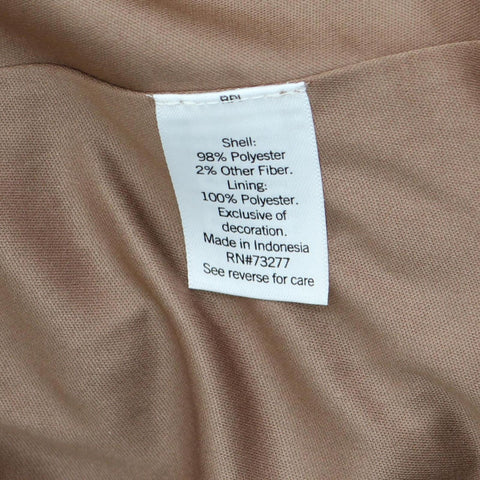 Shell:
98% Polyester
2% Other Fiber.
Lining:
100% Polyester.
Exclusive of
decoration.
Made in Indonesia
RN#73277
See reverse for care